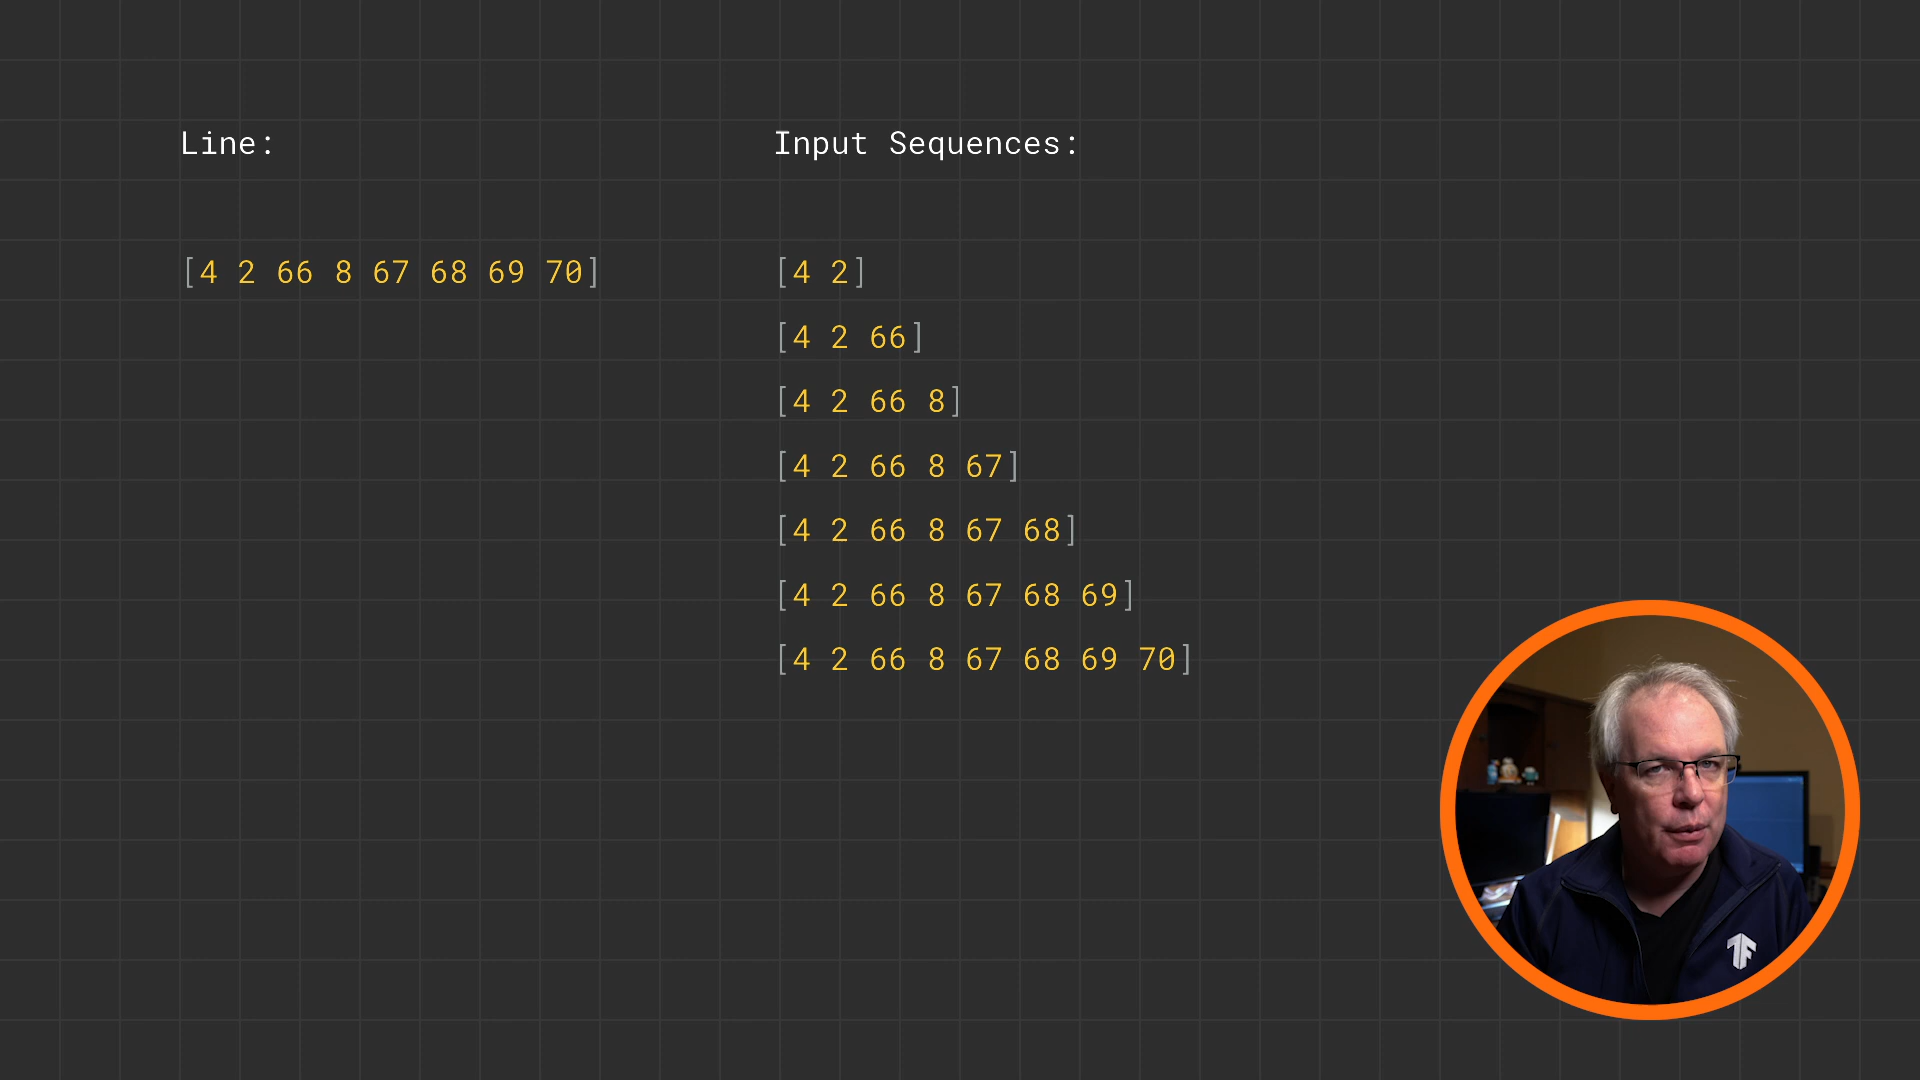 Line:
[4 2 66 8 67 68 69 70]
Input Sequences:
[4 2]
[4 2 66]
[4 2 66 8]
[4 2 66 8 67]
[4 2 66 8 67 68]
[4 2 66 8 67 68 69]
[4 2 66 8 67 68 69 70]